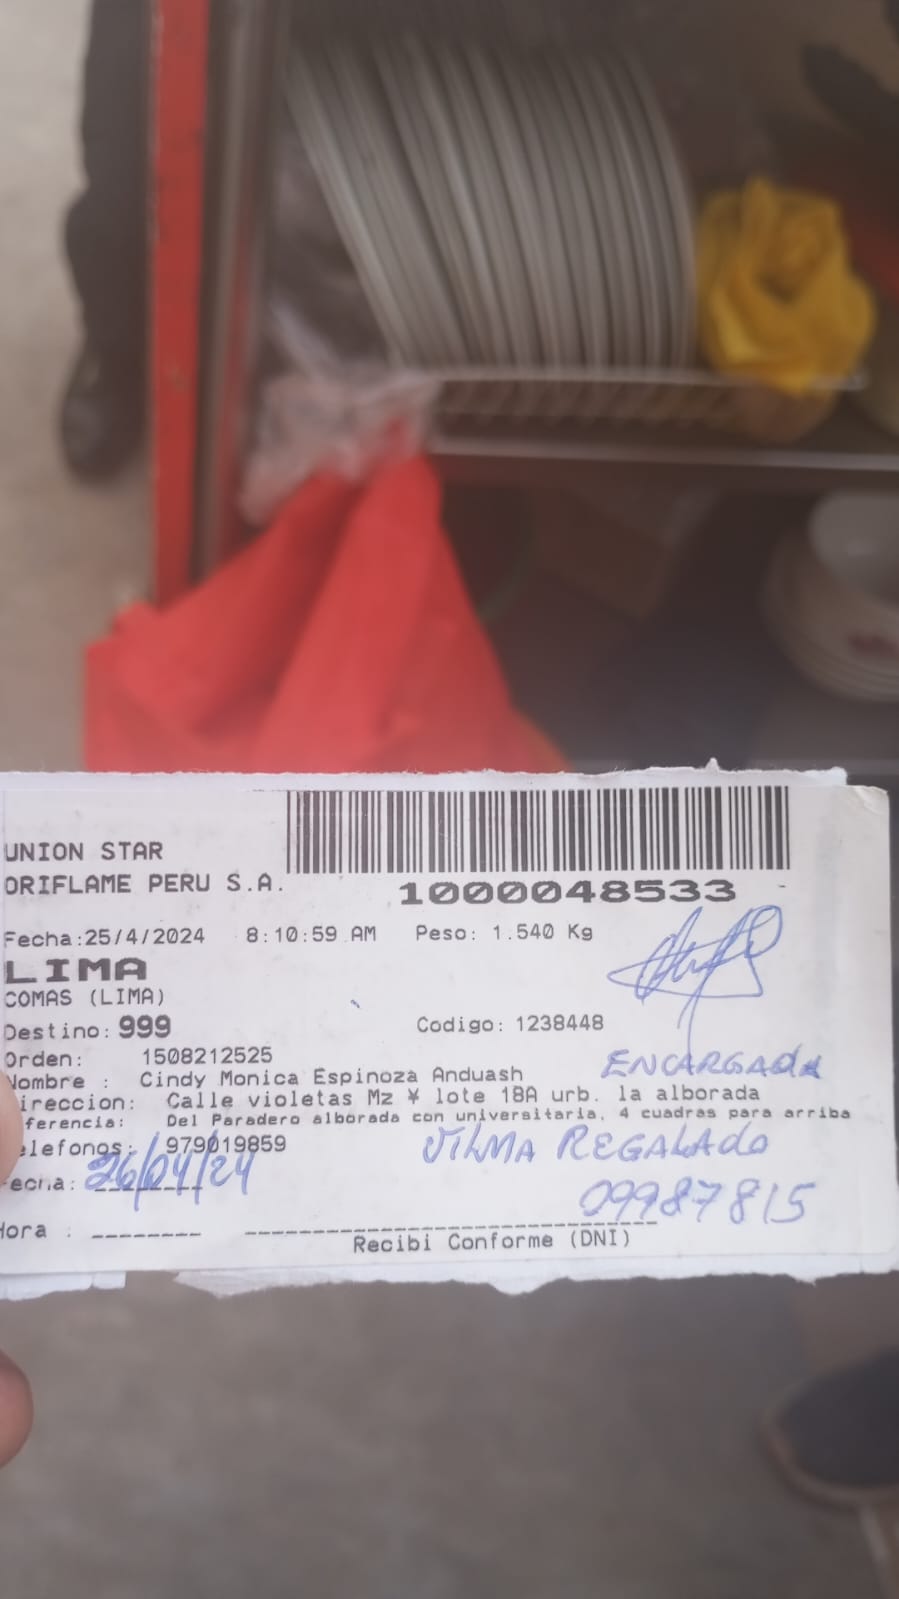 UNION STAR
ORIFLAME PERU S.A.
1000048533
Fecha:25/4/2024 8:10:59 AM Peso: 1.540 Kg
LIMA
COMAS (LIMA)
Destino: 999 Codigo: 1238448
Orden: 1508212525
Nombre : Cindy Monica Espinoza Anduash
ireccion: Calle violetas Mz ¥ lote 18A urb. la alborada
ferencia: Del Paradero alborada con universitaria, 4 cuadras para arriba
elefonos: 979019859
echa: 26/04/24
ENCARGADA
VILMA REGALADO
09987815
Hora : --------
Recibi Conforme (DNI)